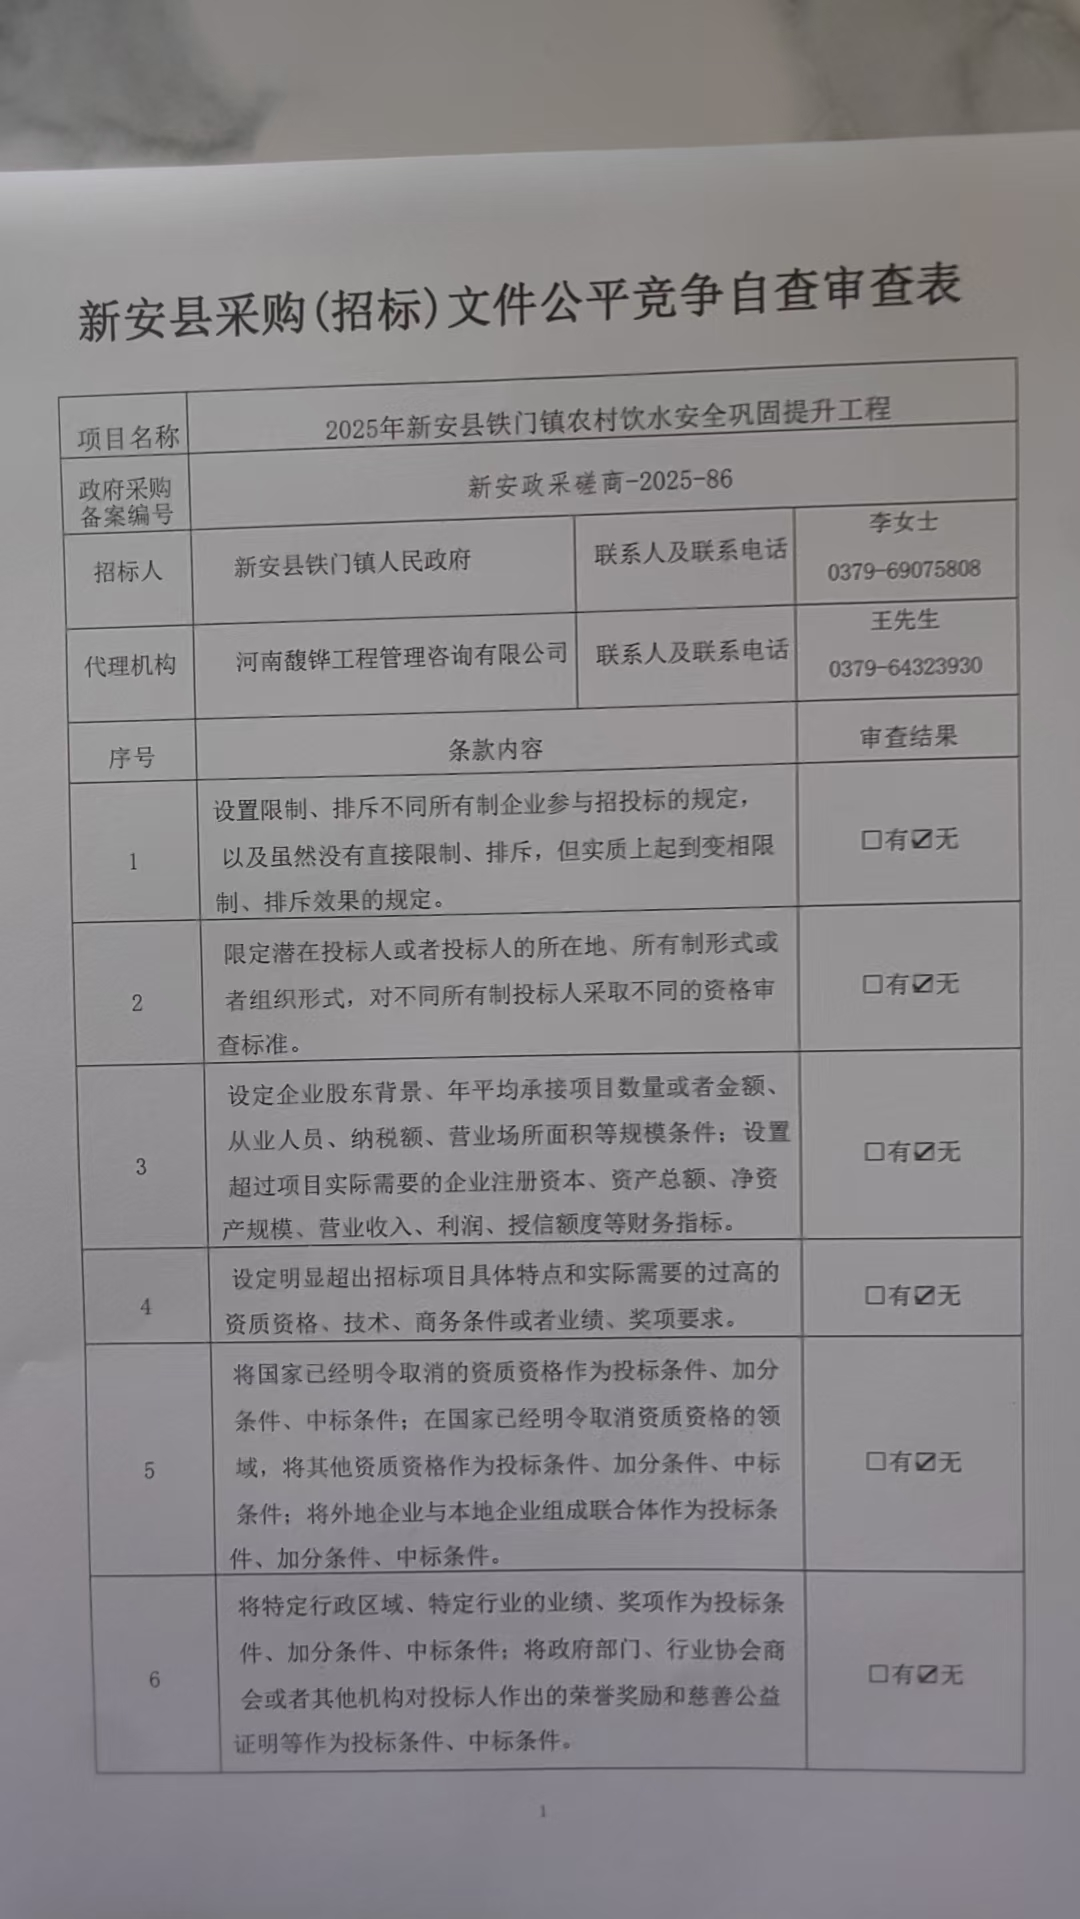 新安县采购(招标)文件公平竞争自查审查表
项目名称
2025年新安县铁门镇农村饮水安全巩固提升工程
政府采购
备案编号
新安政采磋商-2025-86
招标人
新安县铁门镇人民政府
联系人及联系电话
李女士
0379-69075808
代理机构
河南馥铧工程管理咨询有限公司
联系人及联系电话
王先生
0379-64323930
序号
条款内容
审查结果
1
设置限制、排斥不同所有制企业参与招投标的规定，
以及虽然没有直接限制、排斥，但实质上起到变相限
制、排斥效果的规定。
☐有☑无
2
限定潜在投标人或者投标人的所在地、所有制形式或
者组织形式，对不同所有制投标人采取不同的资格审
查标准。
☐有☑无
3
设定企业股东背景、年平均承接项目数量或者金额、
从业人员、纳税额、营业场所面积等规模条件；设置
超过项目实际需要的企业注册资本、资产总额、净资
产规模、营业收入、利润、授信额度等财务指标。
☐有☑无
4
设定明显超出招标项目具体特点和实际需要的过高的
资质资格、技术、商务条件或者业绩、奖项要求。
☐有☑无
5
将国家已经明令取消的资质资格作为投标条件、加分
条件、中标条件；在国家已经明令取消资质资格的领
域，将其他资质资格作为投标条件、加分条件、中标
条件；将外地企业与本地企业组成联合体作为投标条
件、加分条件、中标条件。
☐有☑无
6
将特定行政区域、特定行业的业绩、奖项作为投标条
件、加分条件、中标条件；将政府部门、行业协会商
会或者其他机构对投标人作出的荣誉奖励和慈善公益
证明等作为投标条件、中标条件。
☐有☑无
1